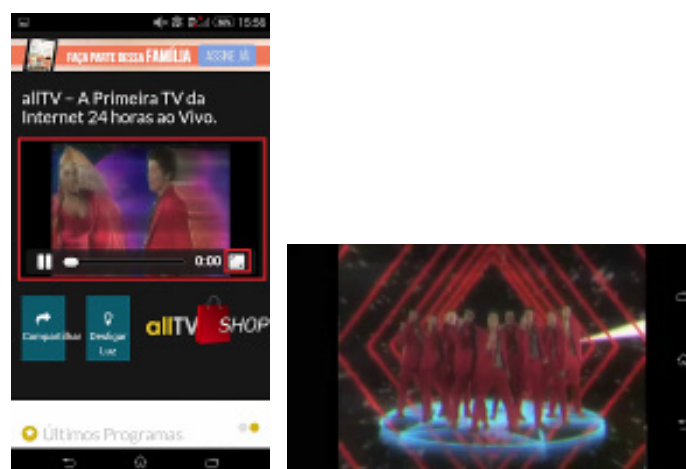 15:56
FAÇA PARTE DESSA FAMÍLIA
ASSINE JÁ
allTV – A Primeira TV da
Internet 24 horas ao Vivo.
0:00
Compartilhar
Desligar
Luz
allTV SHOP
Últimos Programas